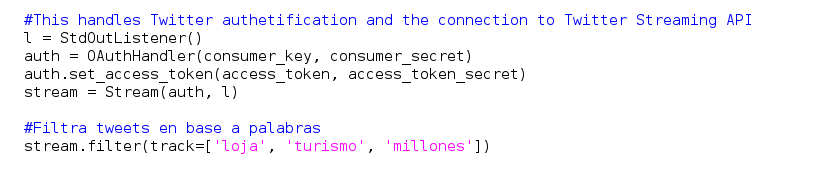 #This handles Twitter authetification and the connection to Twitter Streaming API
l = StdOutListener()
auth = OAuthHandler(consumer_key, consumer_secret)
auth.set_access_token(access_token, access_token_secret)
stream = Stream(auth, l)
#Filtra tweets en base a palabras
stream.filter(track=['loja', 'turismo', 'millones'])